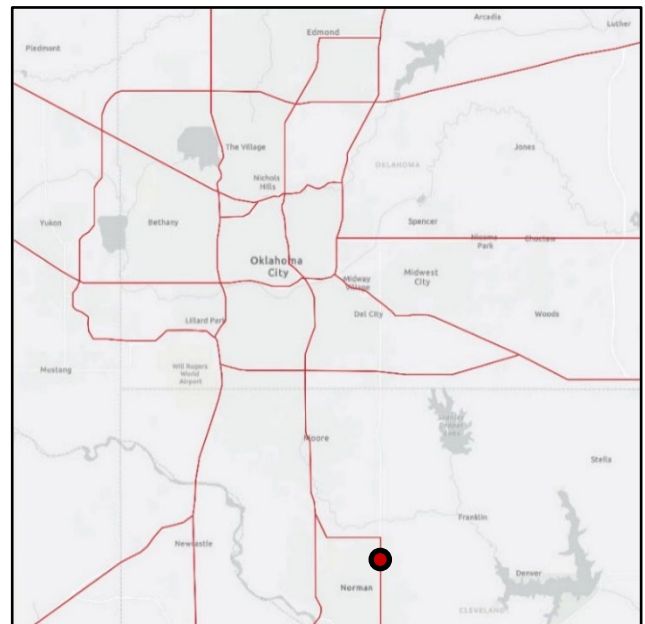 Arcadia
Luther
Edmond
Piedmont
The Village
Jones
OKLAHOMA
Nichols
Hills
Yukon
Bethany
Spencer
Nicoma
Park
Choctaw
Oklahoma
City
Midway
Village
Midwest
City
Lillard Park
Del City
Woods
Mustang
Will Rogers
World
Airport
Moore
Stella
Franklin
Newcastle
Norman
Denver
CLEVELAND